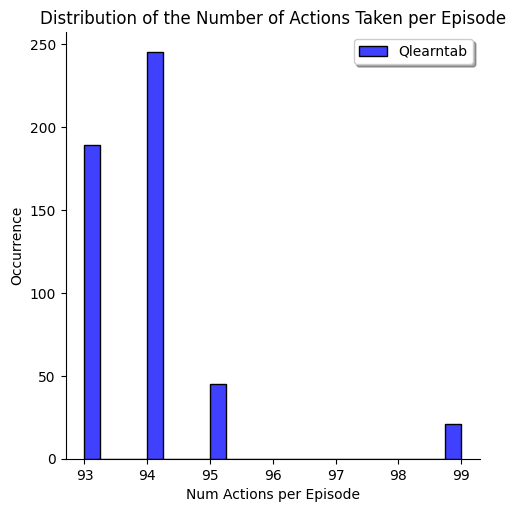 Distribution of the Number of Actions Taken per Episode
Qlearntab
250
200
150
100
50
0
Occurrence
93 94 95 96 97 98 99
Num Actions per Episode